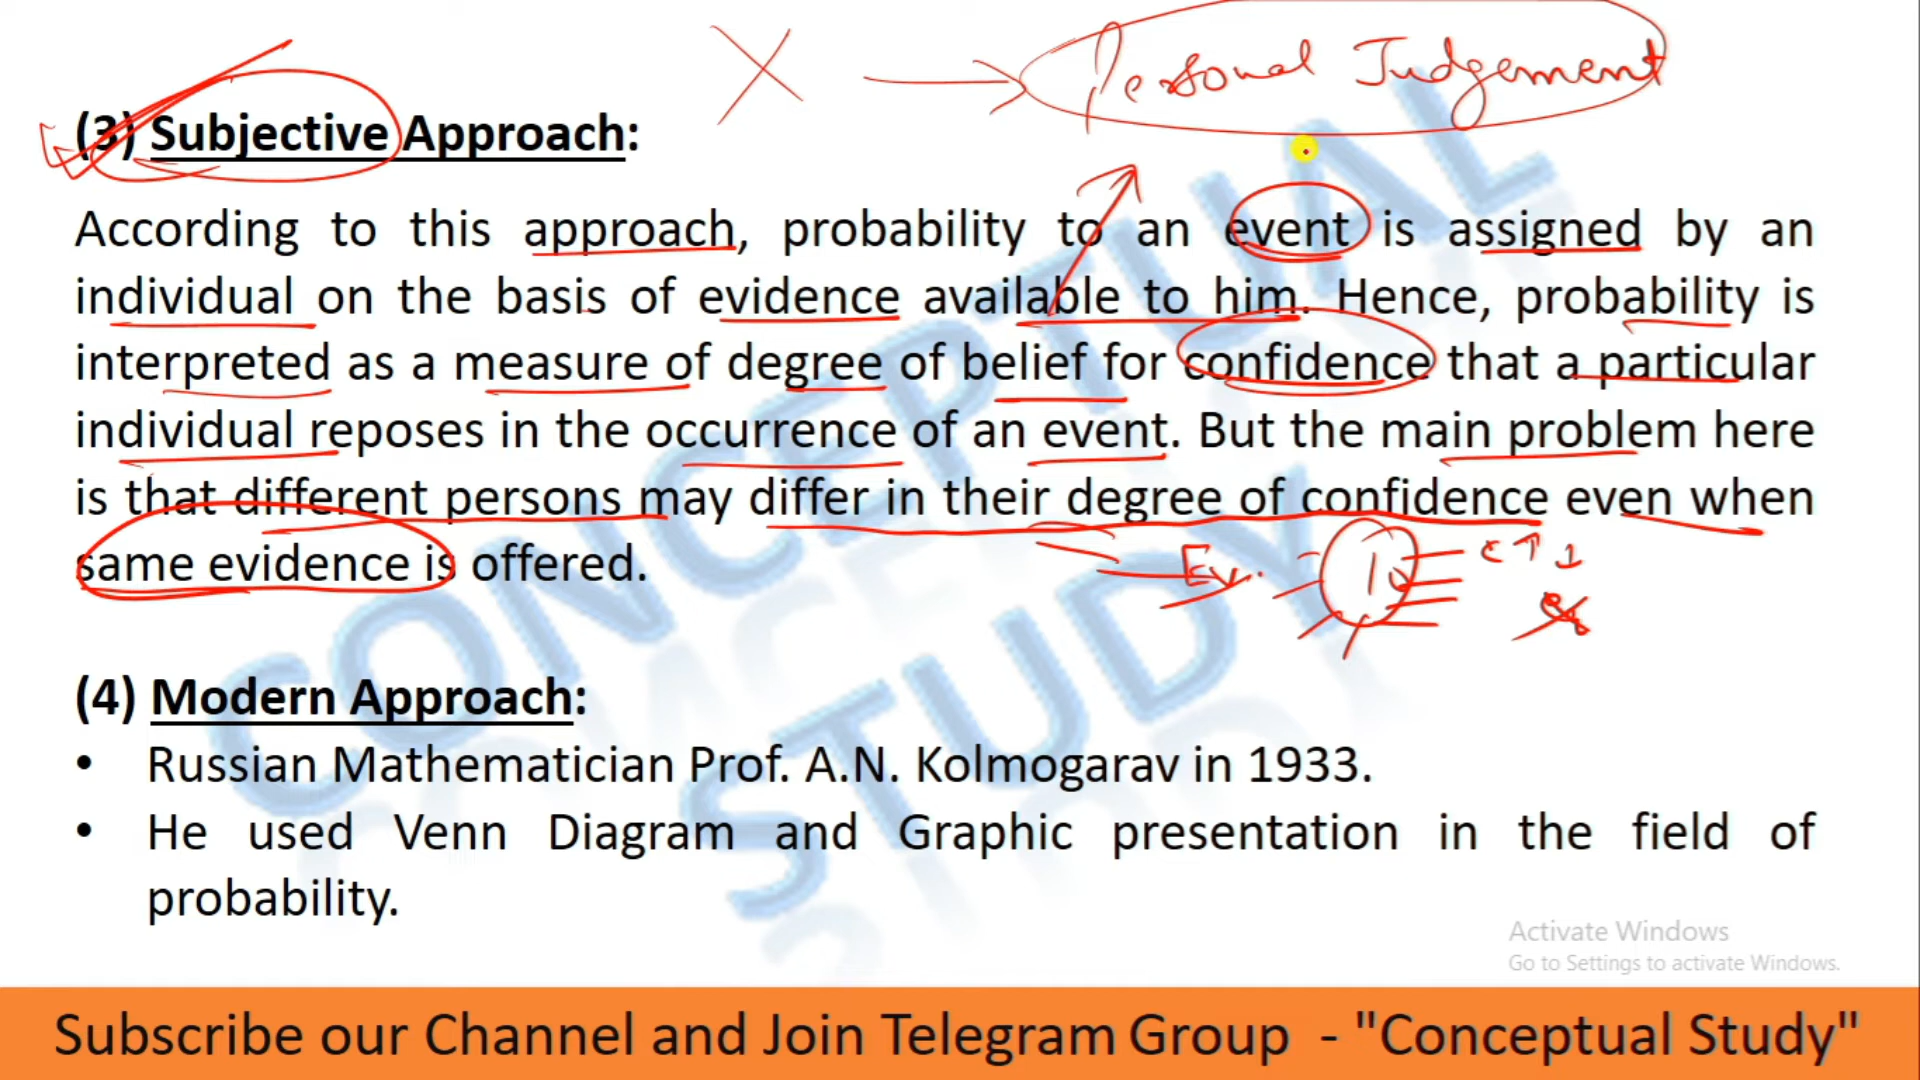 Personal Judgement
(3) Subjective Approach:
According to this approach, probability to an event is assigned by an
individual on the basis of evidence available to him. Hence, probability is
interpreted as a measure of degree of belief for confidence that a particular
individual reposes in the occurrence of an event. But the main problem here
is that different persons may differ in their degree of confidence even when
same evidence is offered.
Ev.
(4) Modern Approach:
• Russian Mathematician Prof. A.N. Kolmogarav in 1933.
• He used Venn Diagram and Graphic presentation in the field of
probability.
CONCEPTUAL
STUDY
Activate Windows
Go to Settings to activate Windows.
Subscribe our Channel and Join Telegram Group - "Conceptual Study"